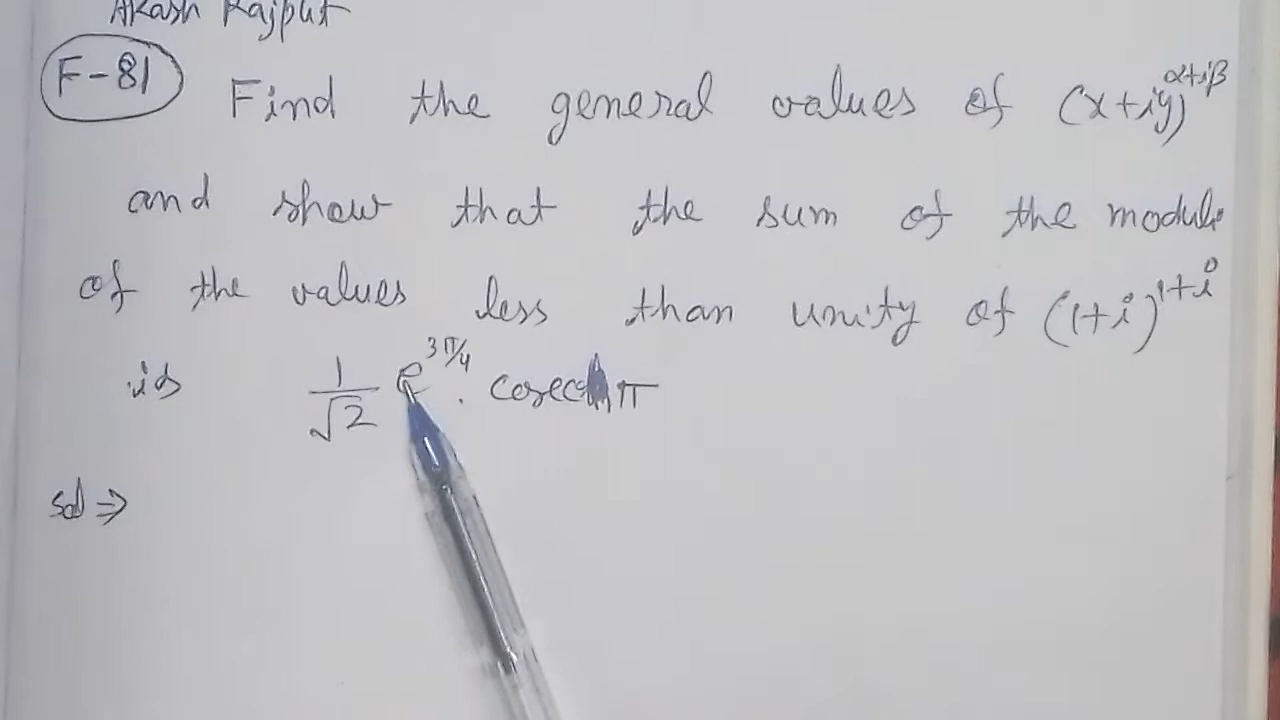 Akash Rajput
F-81 Find the general values of (x+iy)^α+iβ
and show that the sum of the moduli
of the values less than unity of (1+i)^1+i
is 1/√2 e^3π/4 . cosech π
sol ⇒